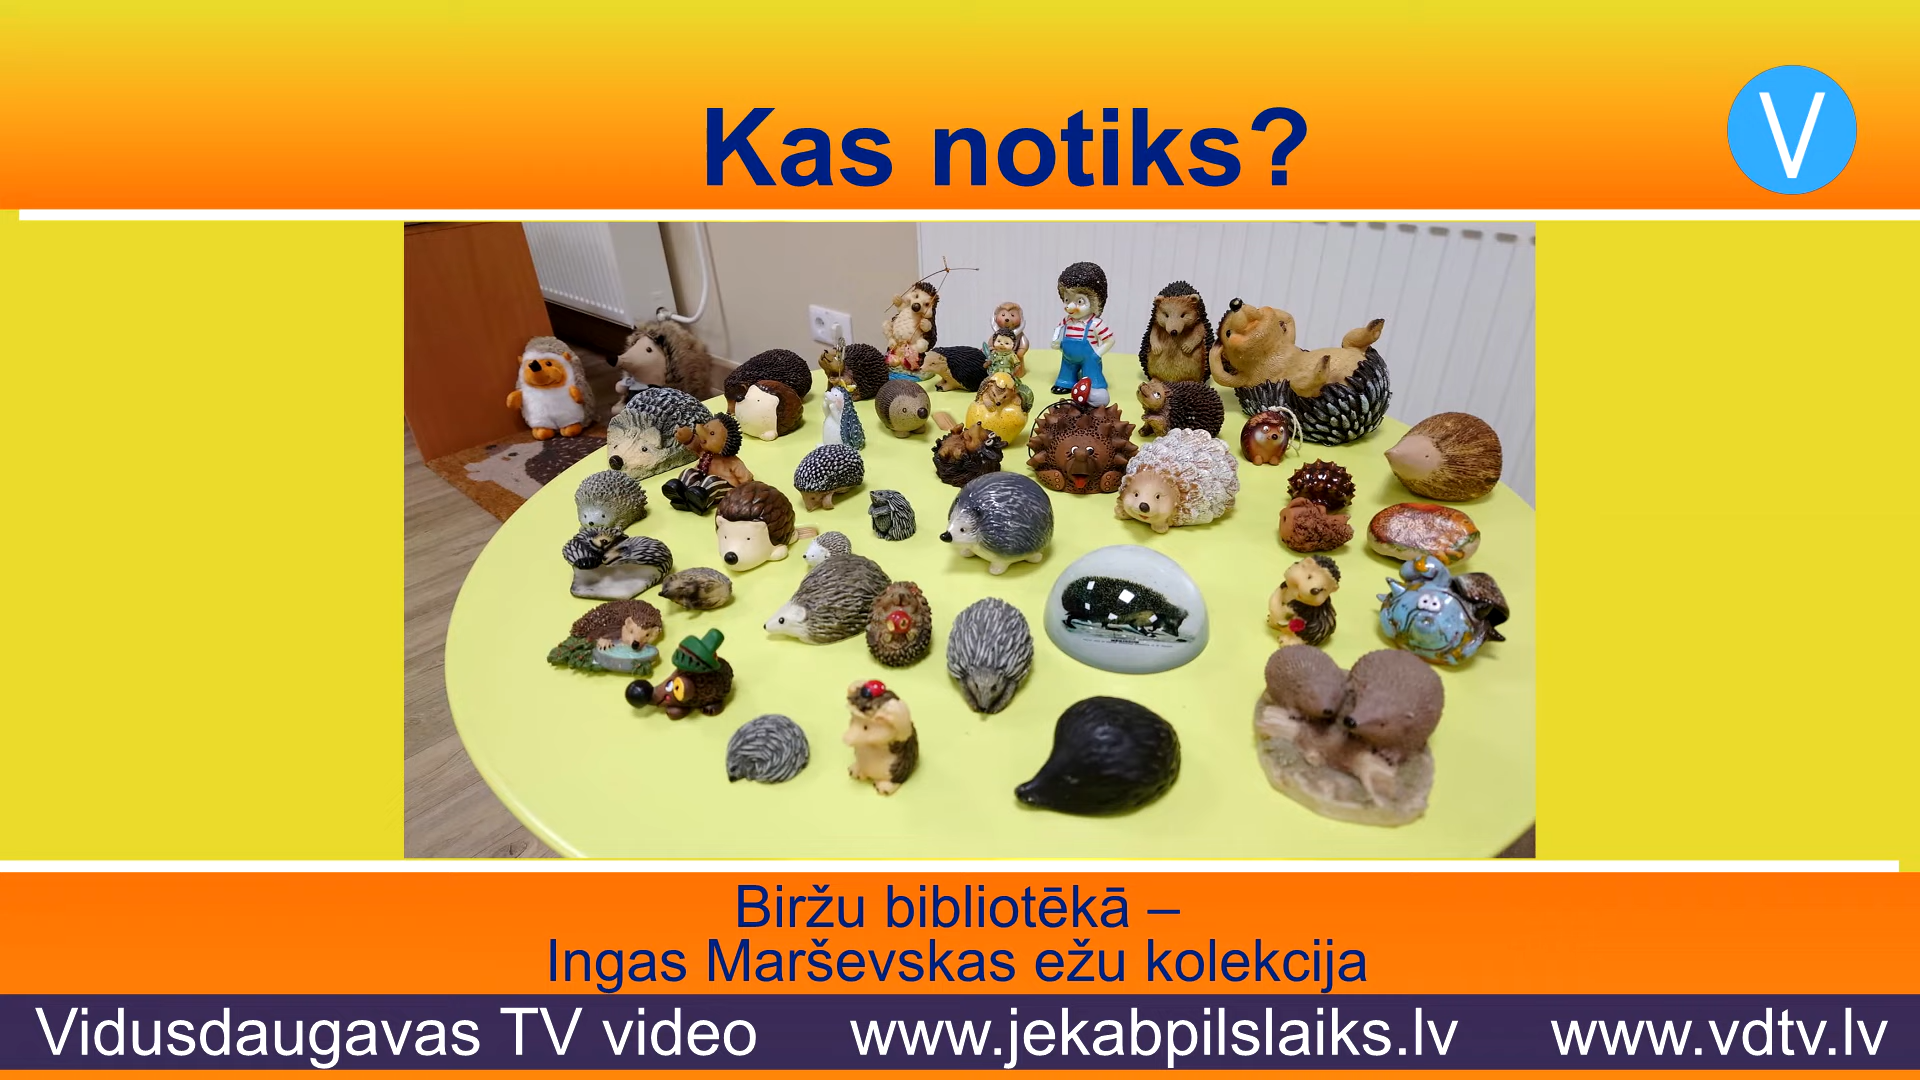 Kas notiks?
V
Biržu bibliotēkā –
Ingas Marševskas ežu kolekcija
Vidusdaugavas TV video www.jekabpilslaiks.lv www.vdtv.lv